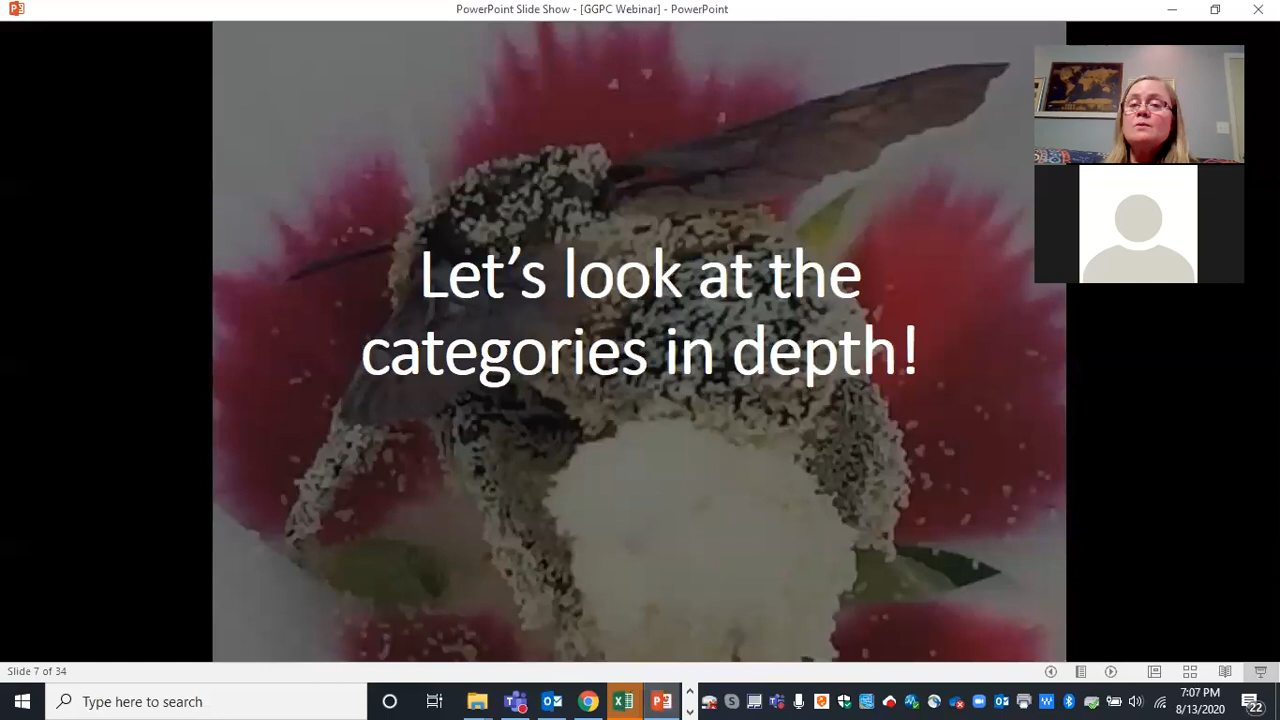 PowerPoint Slide Show - [GGPC Webinar] - PowerPoint
Let's look at the
categories in depth!
Slide 7 of 34
Type here to search
7:07 PM
8/13/2020
22